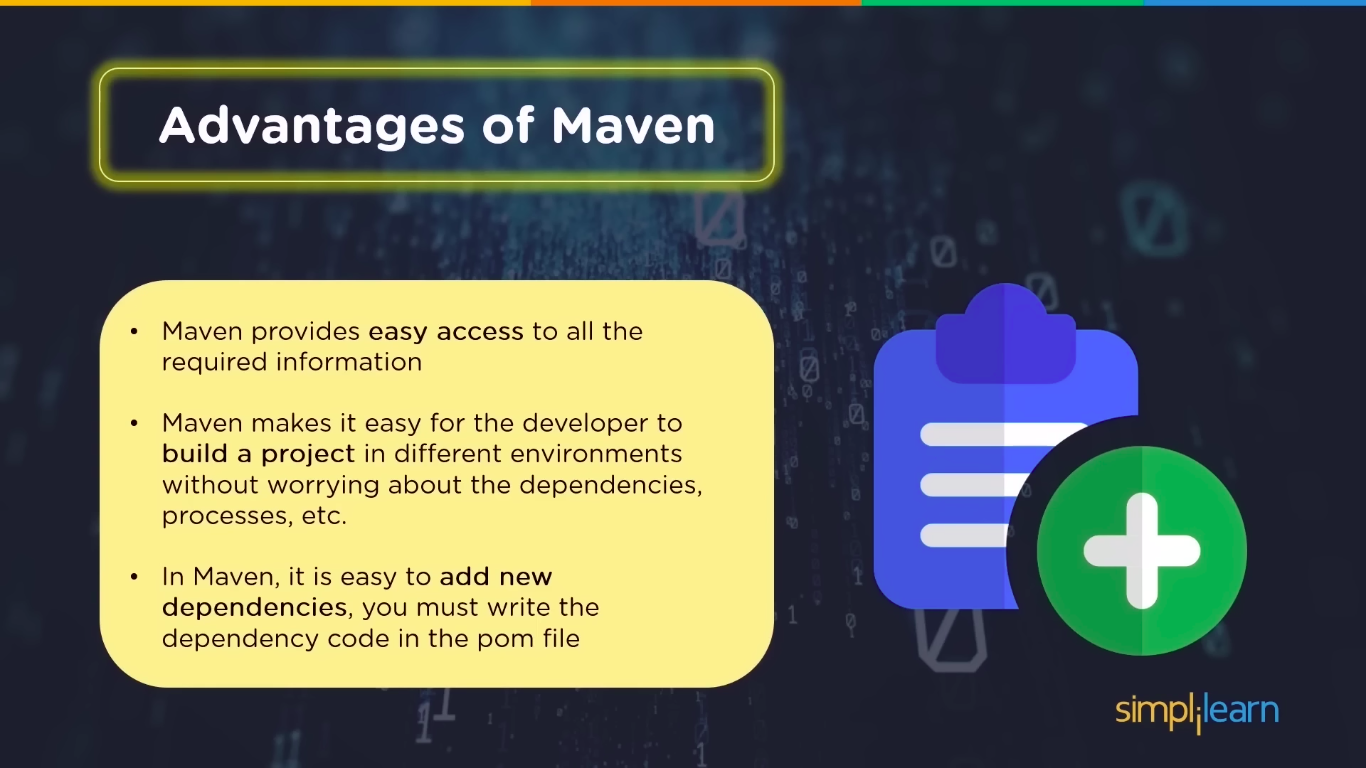 Advantages of Maven
• Maven provides easy access to all the
required information
• Maven makes it easy for the developer to
build a project in different environments
without worrying about the dependencies,
processes, etc.
• In Maven, it is easy to add new
dependencies, you must write the
dependency code in the pom file
simplilearn